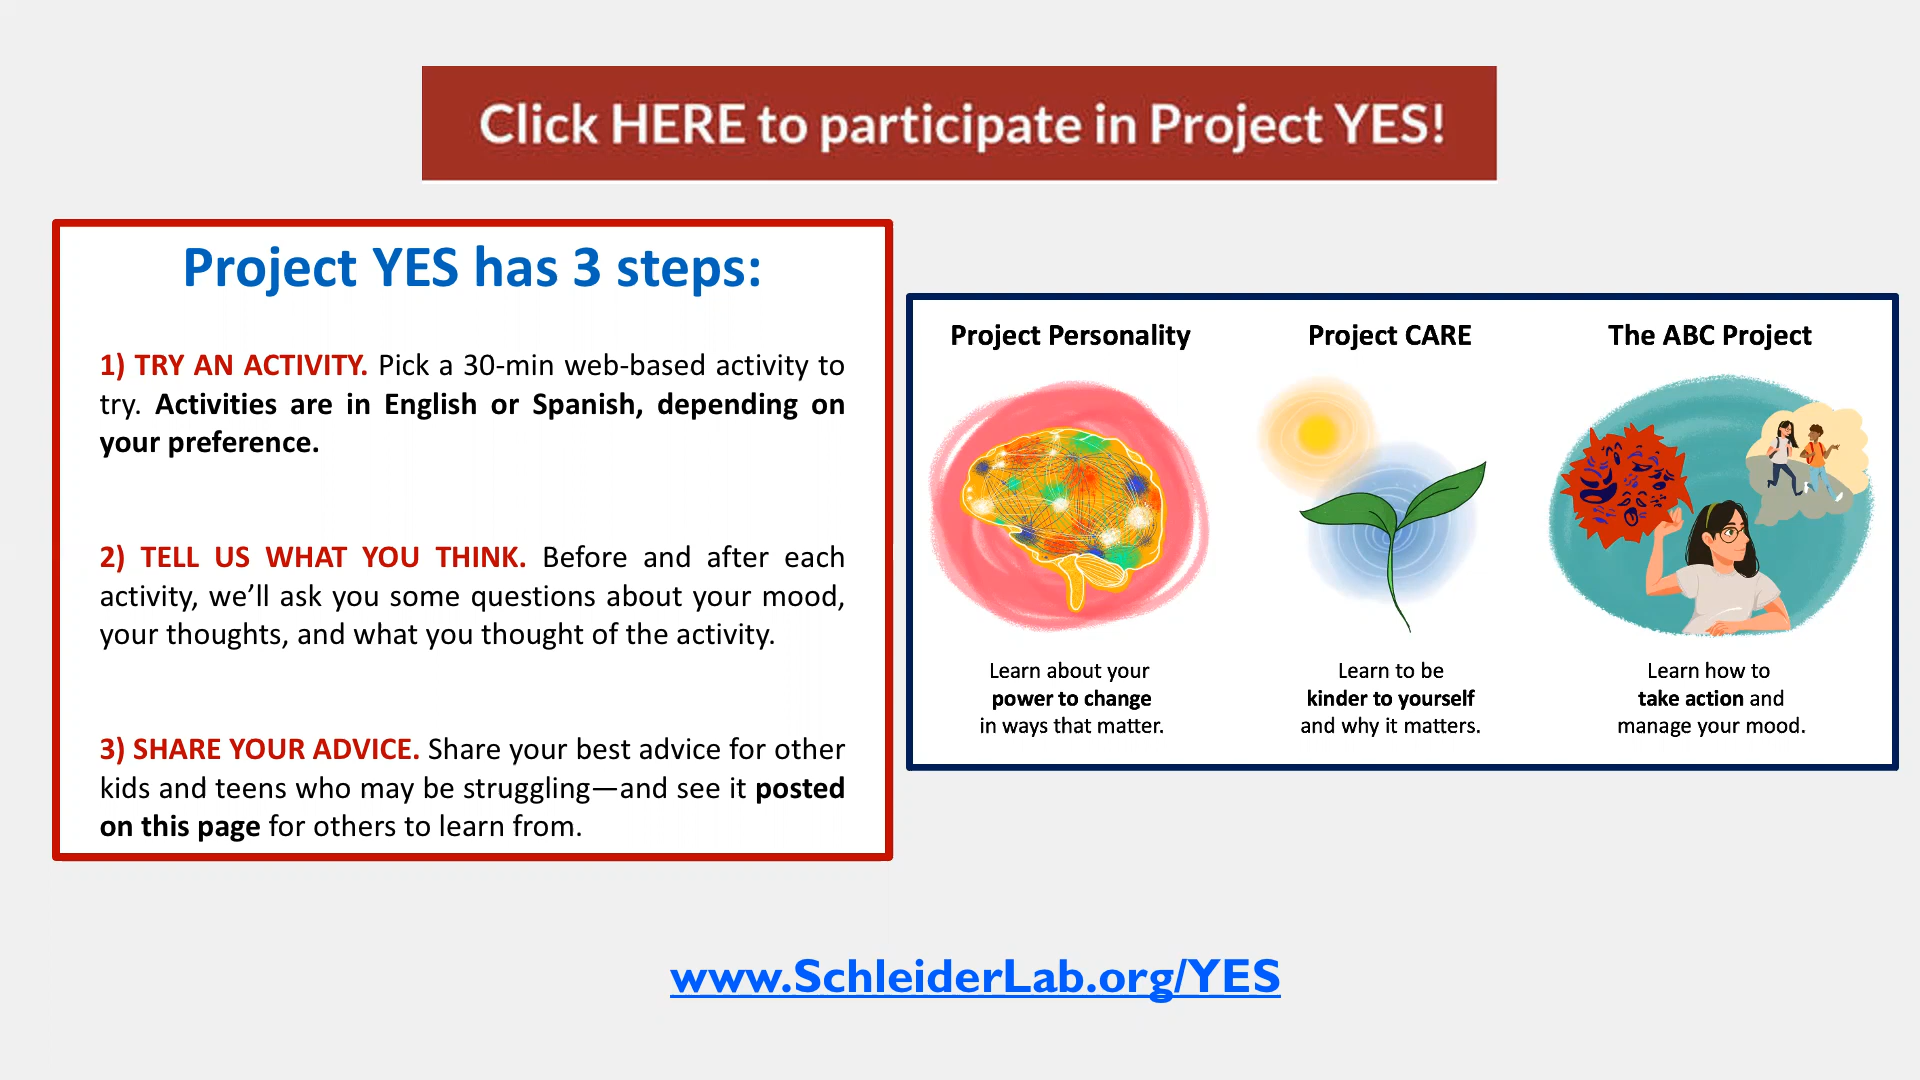 Click HERE to participate in Project YES!
Project YES has 3 steps:
1) TRY AN ACTIVITY. Pick a 30-min web-based activity to
try. Activities are in English or Spanish, depending on
your preference.
2) TELL US WHAT YOU THINK. Before and after each
activity, we’ll ask you some questions about your mood,
your thoughts, and what you thought of the activity.
3) SHARE YOUR ADVICE. Share your best advice for other
kids and teens who may be struggling—and see it posted
on this page for others to learn from.
Project Personality
Learn about your
power to change
in ways that matter.
Project CARE
Learn to be
kinder to yourself
and why it matters.
The ABC Project
Learn how to
take action and
manage your mood.
www.SchleiderLab.org/YES